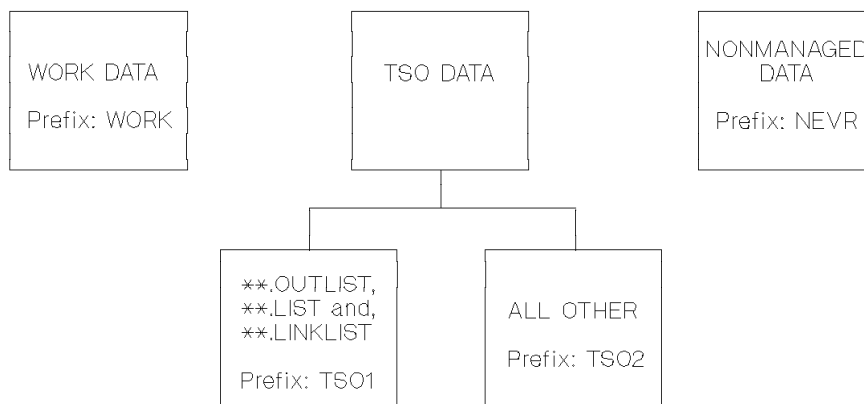 WORK DATA
Prefix: WORK
TSO DATA
NONMANAGED
DATA
Prefix: NEVR
**.OUTLIST,
**.LIST and,
**.LINKLIST
Prefix: TSO1
ALL OTHER
Prefix: TSO2